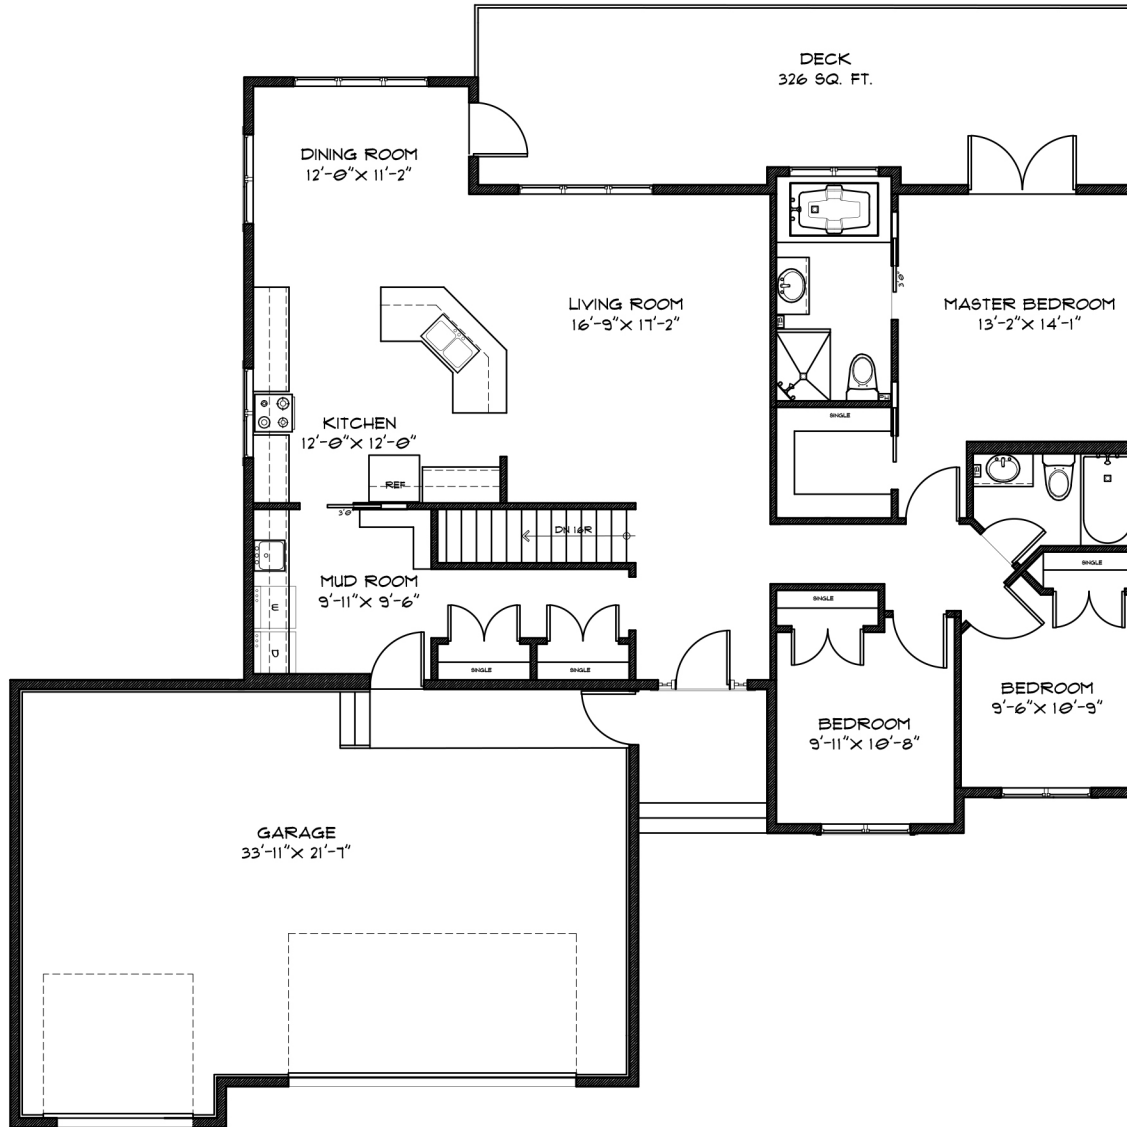 DECK
326 SQ. FT.
DINING ROOM
12'-0"X 11'-2"
LIVING ROOM
16'-9"X 17'-2"
3'0"
MASTER BEDROOM
13'-2"X 14'-1"
KITCHEN
12'-0"X 12'-0"
SINGLE
REF
3'0"
DN 16R
SINGLE
MUD ROOM
9'-11"X 9'-6"
W
D
SINGLE
SINGLE
SINGLE
BEDROOM
9'-6"X 10'-9"
BEDROOM
9'-11"X 10'-8"
GARAGE
33'-11"X 21'-7"